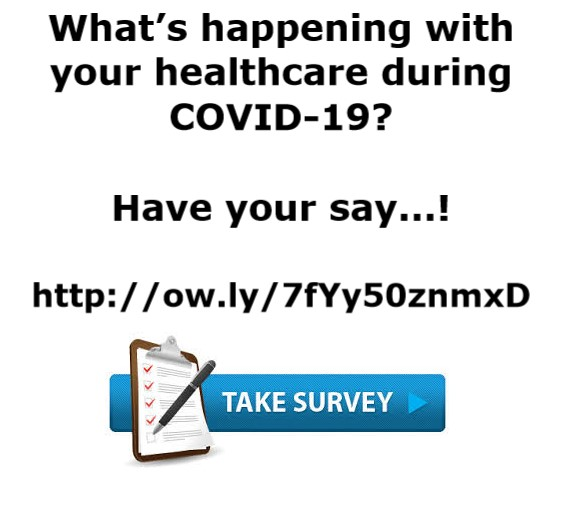 What’s happening with
your healthcare during
COVID-19?
Have your say...!
http://ow.ly/7fYy50znmxD
TAKE SURVEY